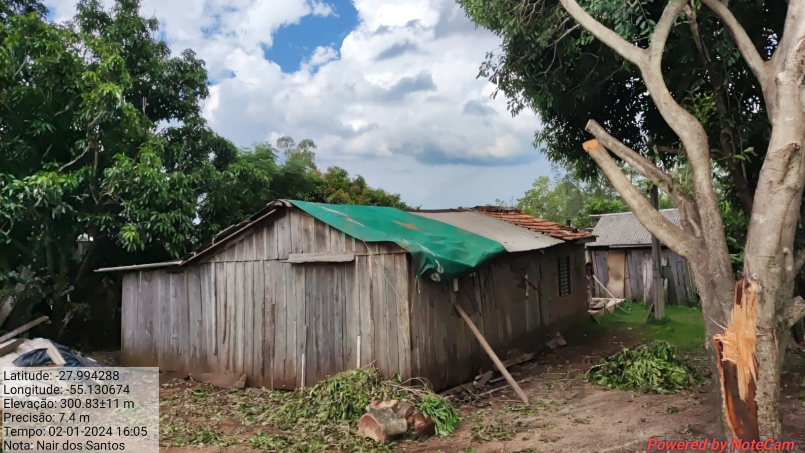 Latitude: -27.994288
Longitude: -55.130674
Elevação: 300.83±11 m
Precisão: 7.4 m
Tempo: 02-01-2024 16:05
Nota: Nair dos Santos
Powered by NoteCam